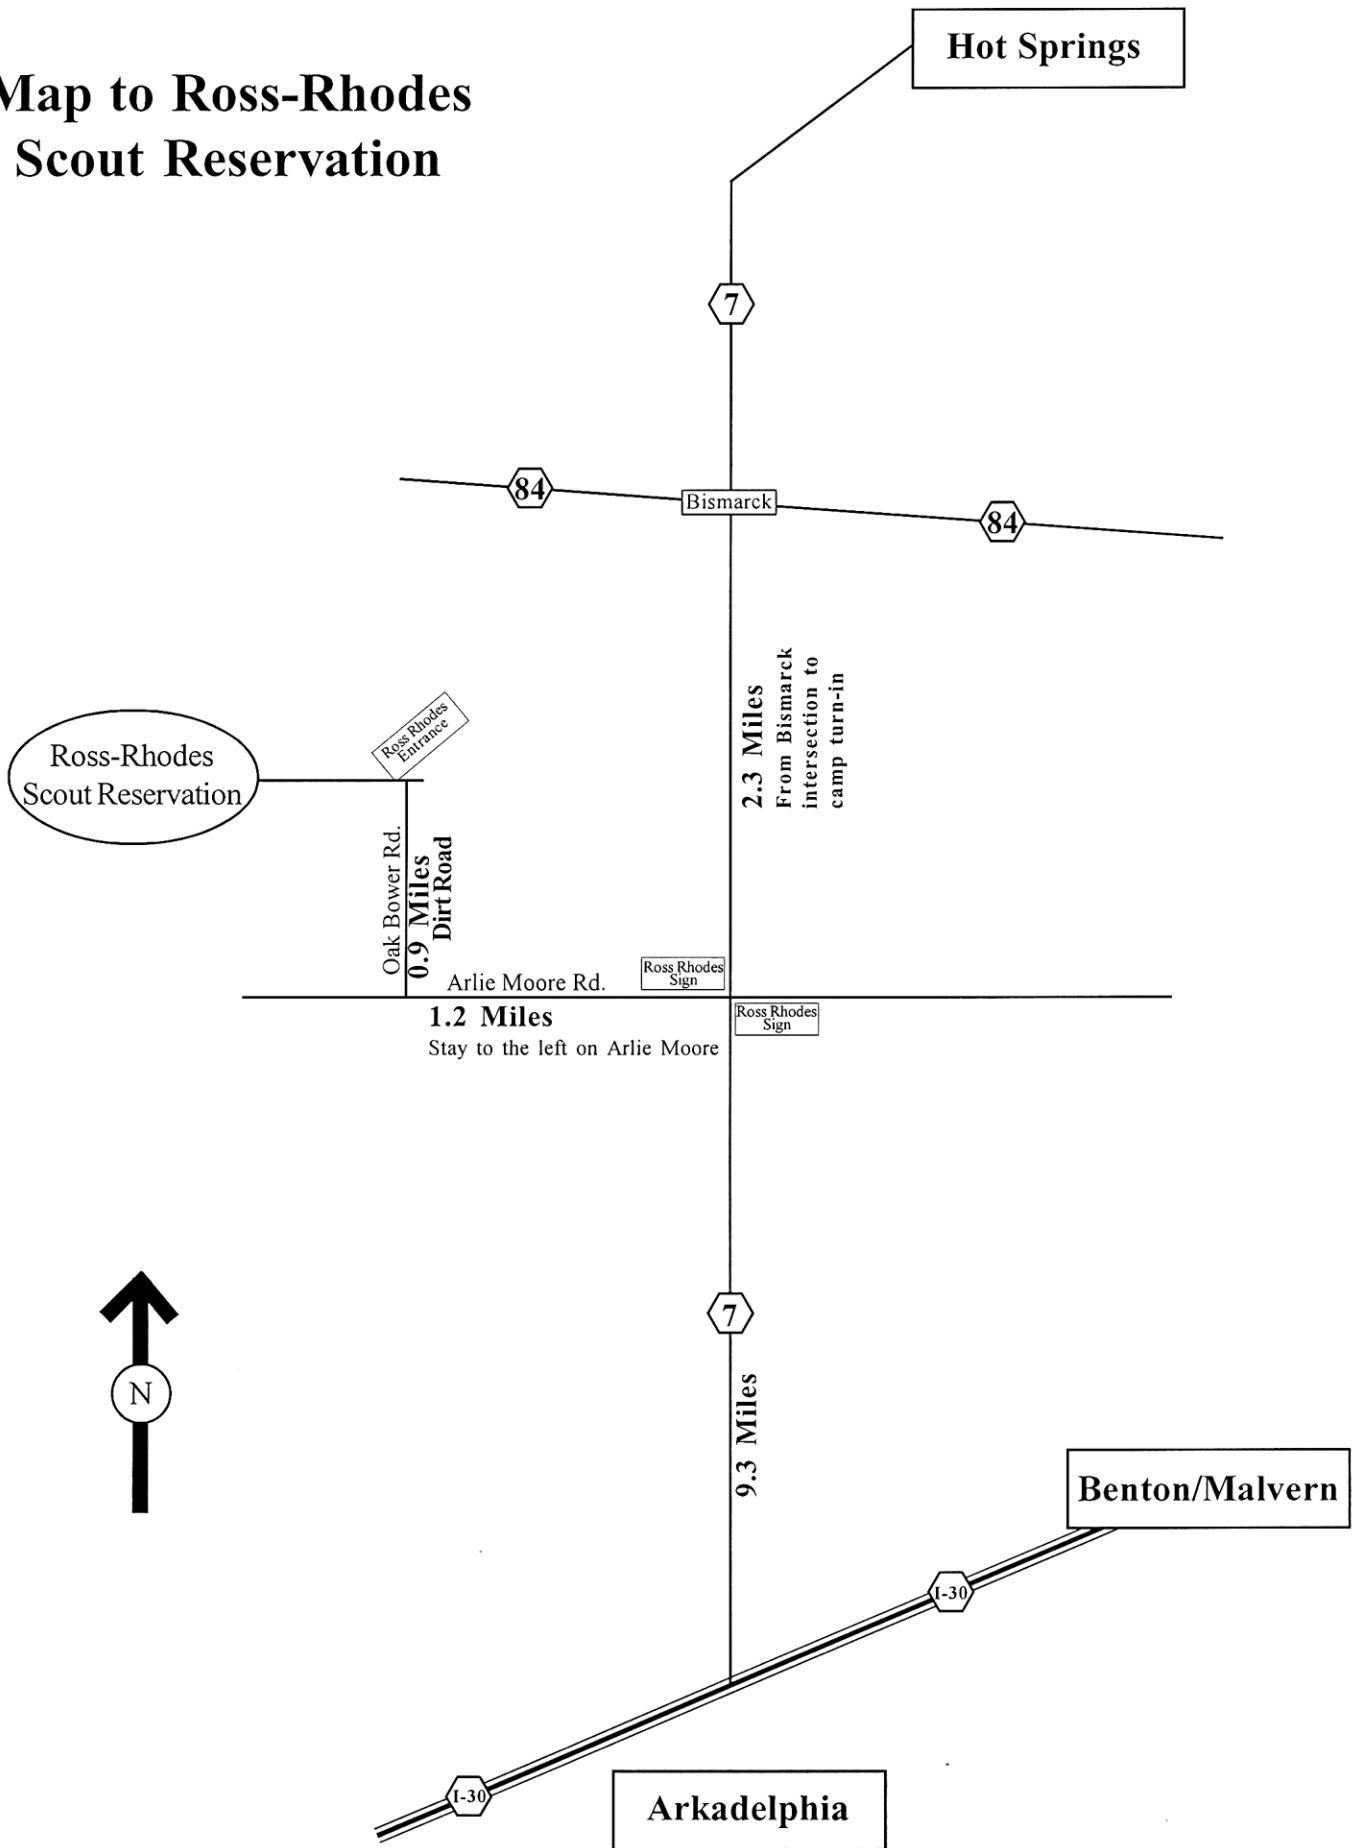 Hot Springs
Map to Ross-Rhodes
Scout Reservation
7
84
Bismarck
84
2.3 Miles
From Bismarck
intersection to
camp turn-in
Ross Rhodes
Entrance
Ross-Rhodes
Scout Reservation
Oak Bower Rd.
0.9 Miles
Dirt Road
Ross Rhodes
Sign
Arlie Moore Rd.
1.2 Miles
Stay to the left on Arlie Moore
Ross Rhodes
Sign
7
N
9.3 Miles
Benton/Malvern
I-30
I-30
Arkadelphia